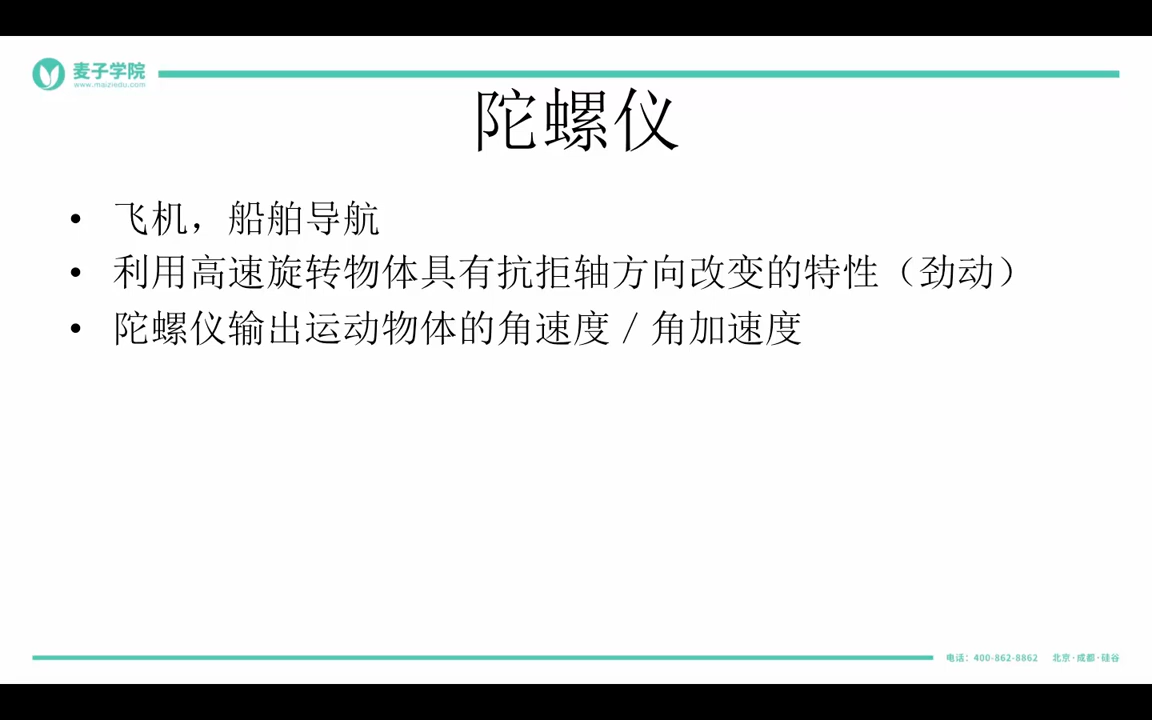 麦子学院
www.maiziedu.com
陀螺仪
• 飞机，船舶导航
• 利用高速旋转物体具有抗拒轴方向改变的特性（劲动）
• 陀螺仪输出运动物体的角速度／角加速度
电话：400-862-8862 北京·成都·硅谷